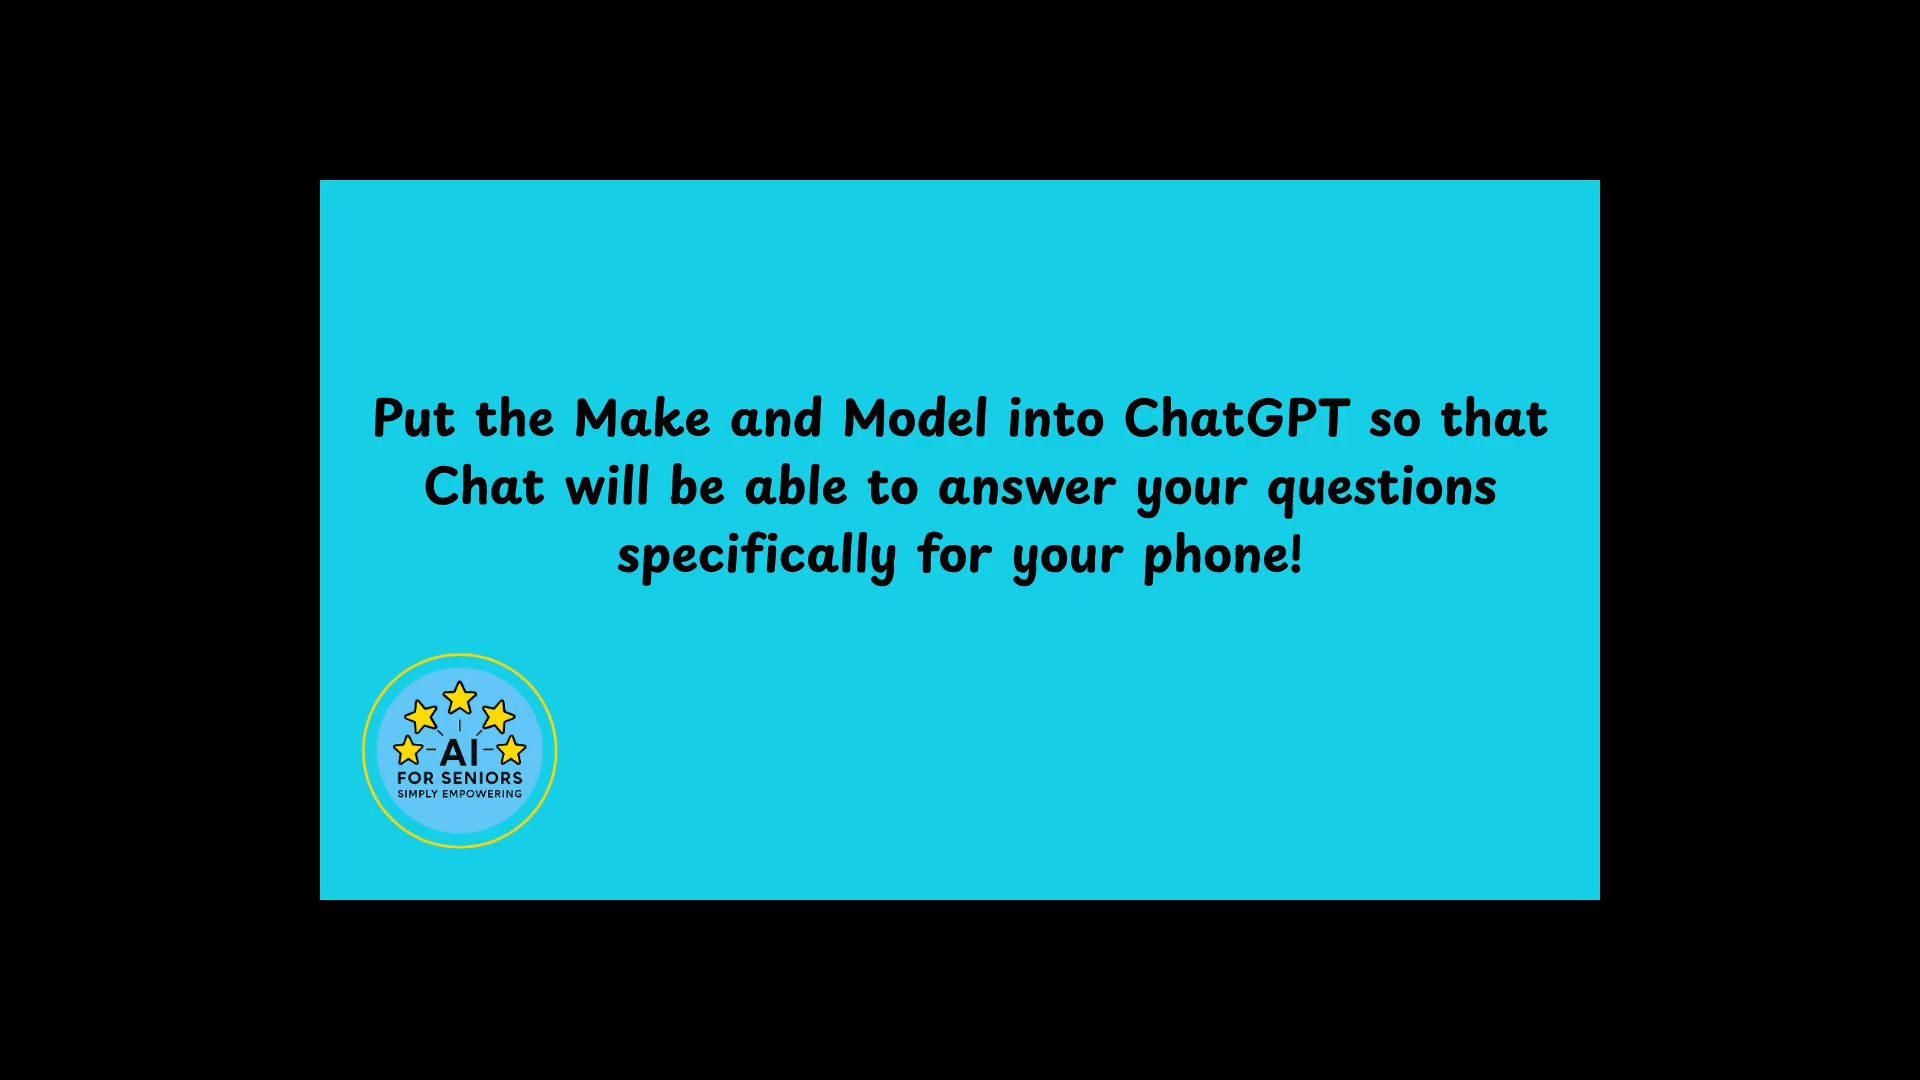 Put the Make and Model into ChatGPT so that
Chat will be able to answer your questions
specifically for your phone!
AI
FOR SENIORS
SIMPLY EMPOWERING